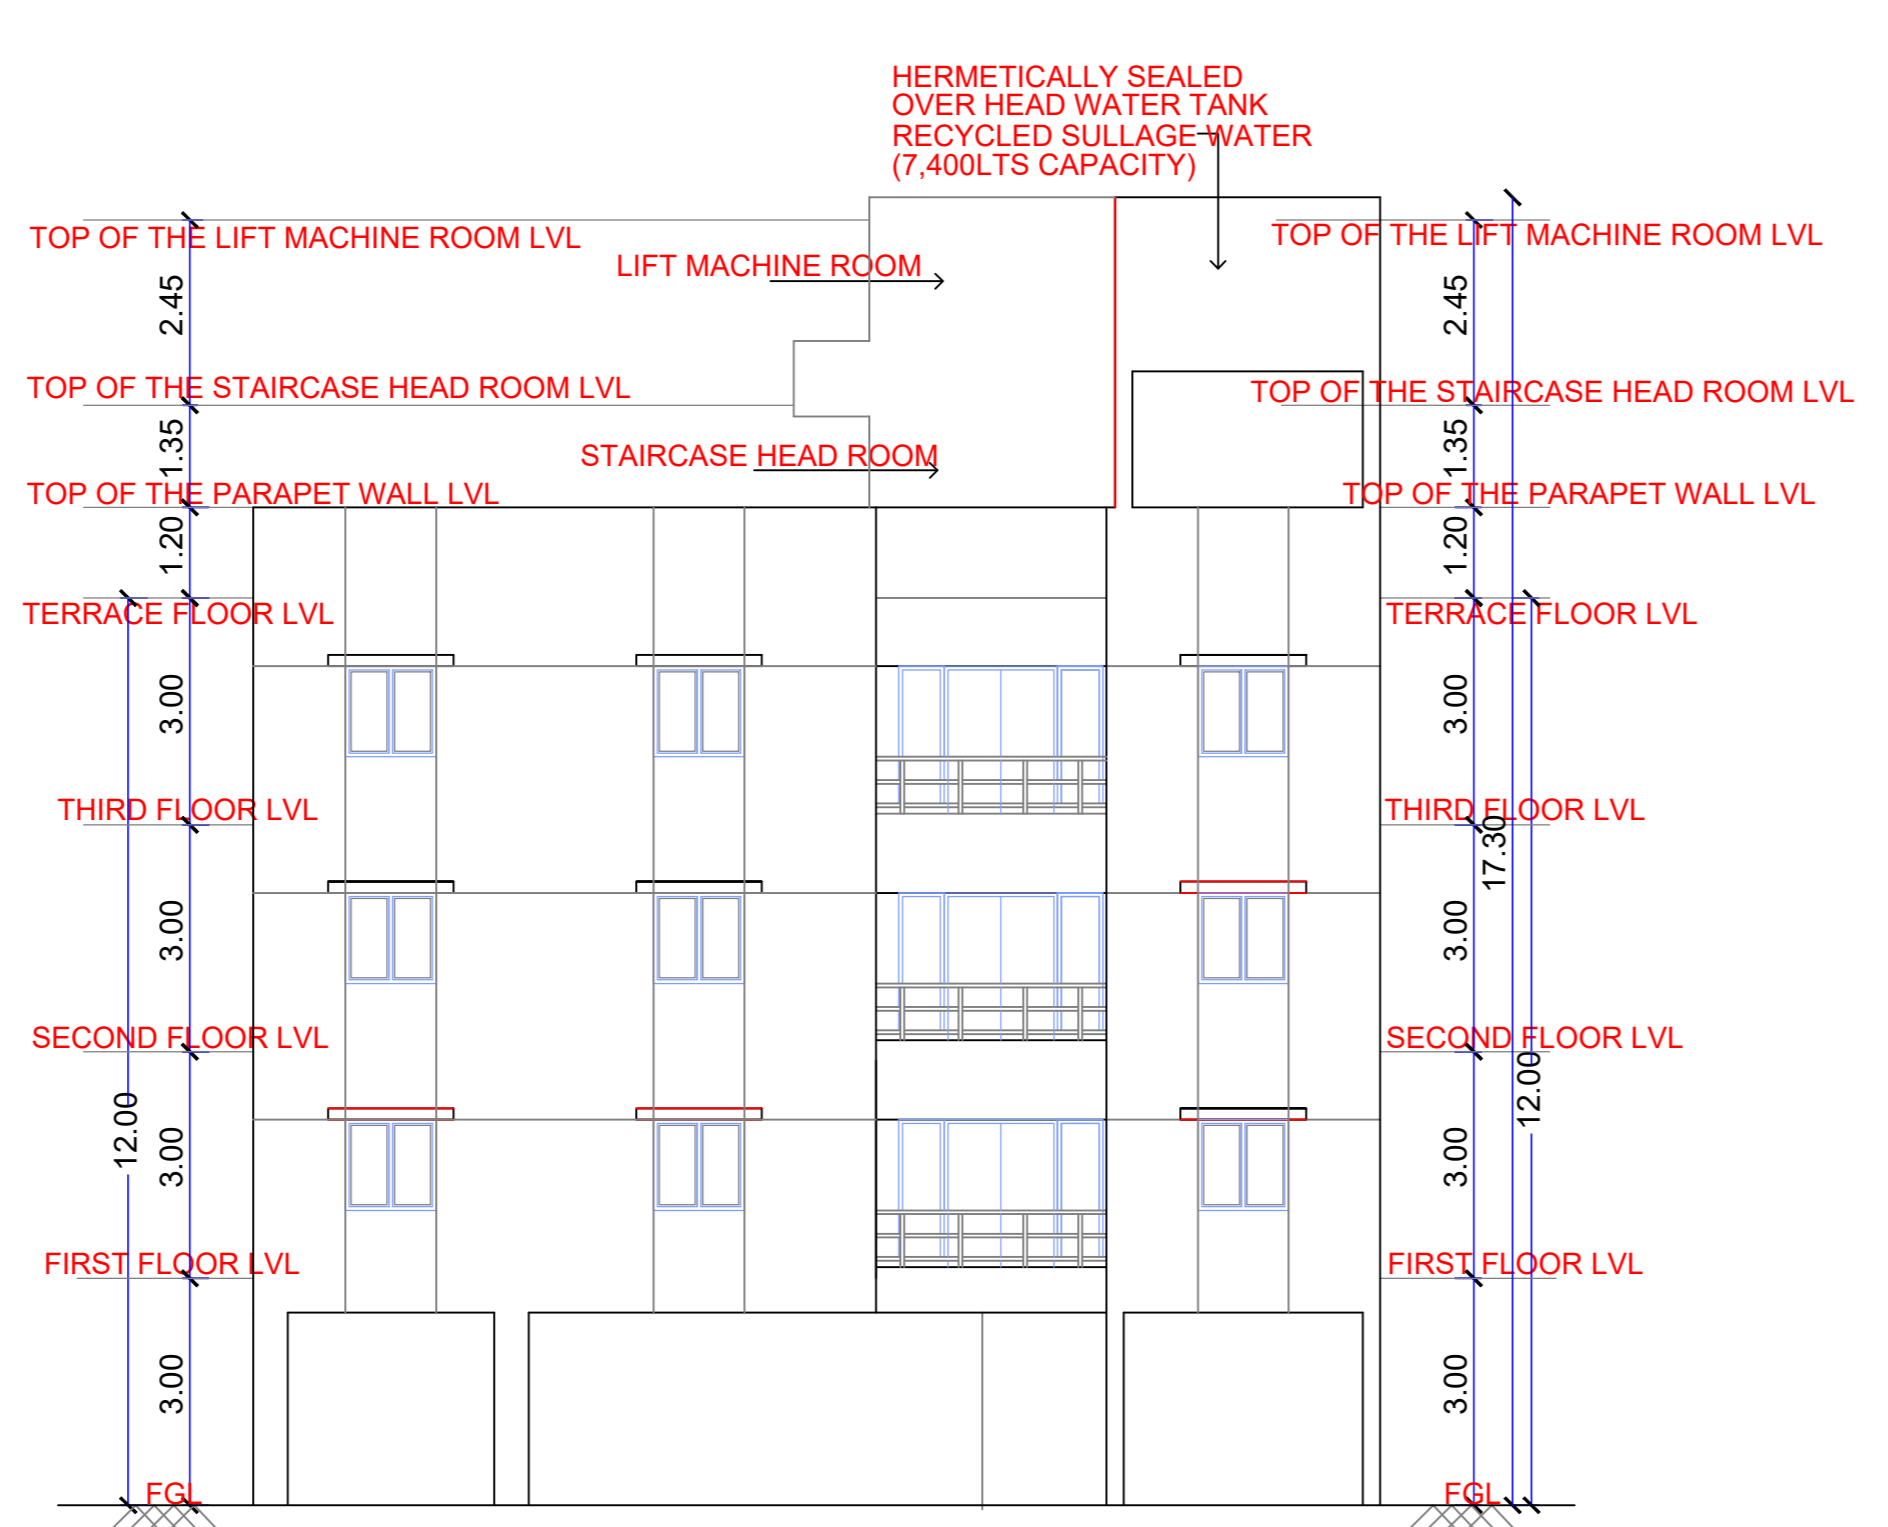 HERMETICALLY SEALED
OVER HEAD WATER TANK
RECYCLED SULLAGE WATER
(7,400LTS CAPACITY)
TOP OF THE LIFT MACHINE ROOM LVL
TOP OF THE LIFT MACHINE ROOM LVL
LIFT MACHINE ROOM
2.45
2.45
TOP OF THE STAIRCASE HEAD ROOM LVL
TOP OF THE STAIRCASE HEAD ROOM LVL
1.35
1.35
STAIRCASE HEAD ROOM
TOP OF THE PARAPET WALL LVL
TOP OF THE PARAPET WALL LVL
1.20
1.20
TERRACE FLOOR LVL
TERRACE FLOOR LVL
3.00
3.00
THIRD FLOOR LVL
THIRD FLOOR LVL
17.30
3.00
3.00
SECOND FLOOR LVL
SECOND FLOOR LVL
12.00
12.00
3.00
3.00
FIRST FLOOR LVL
FIRST FLOOR LVL
3.00
3.00
FGL
FGL